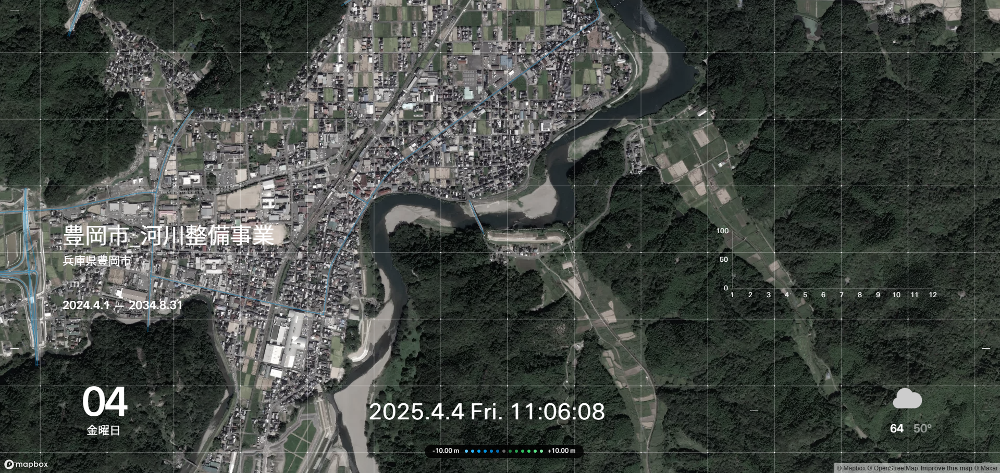 豊岡市_河川整備事業
兵庫県豊岡市
2024.4.1 — 2034.8.31
100
50
0
1 2 3 4 5 6 7 8 9 10 11 12
04
金曜日
2025.4.4 Fri. 11:06:08
64 | 50°
-10.00 m +10.00 m
mapbox
© Mapbox © OpenStreetMap Improve this map © Maxar